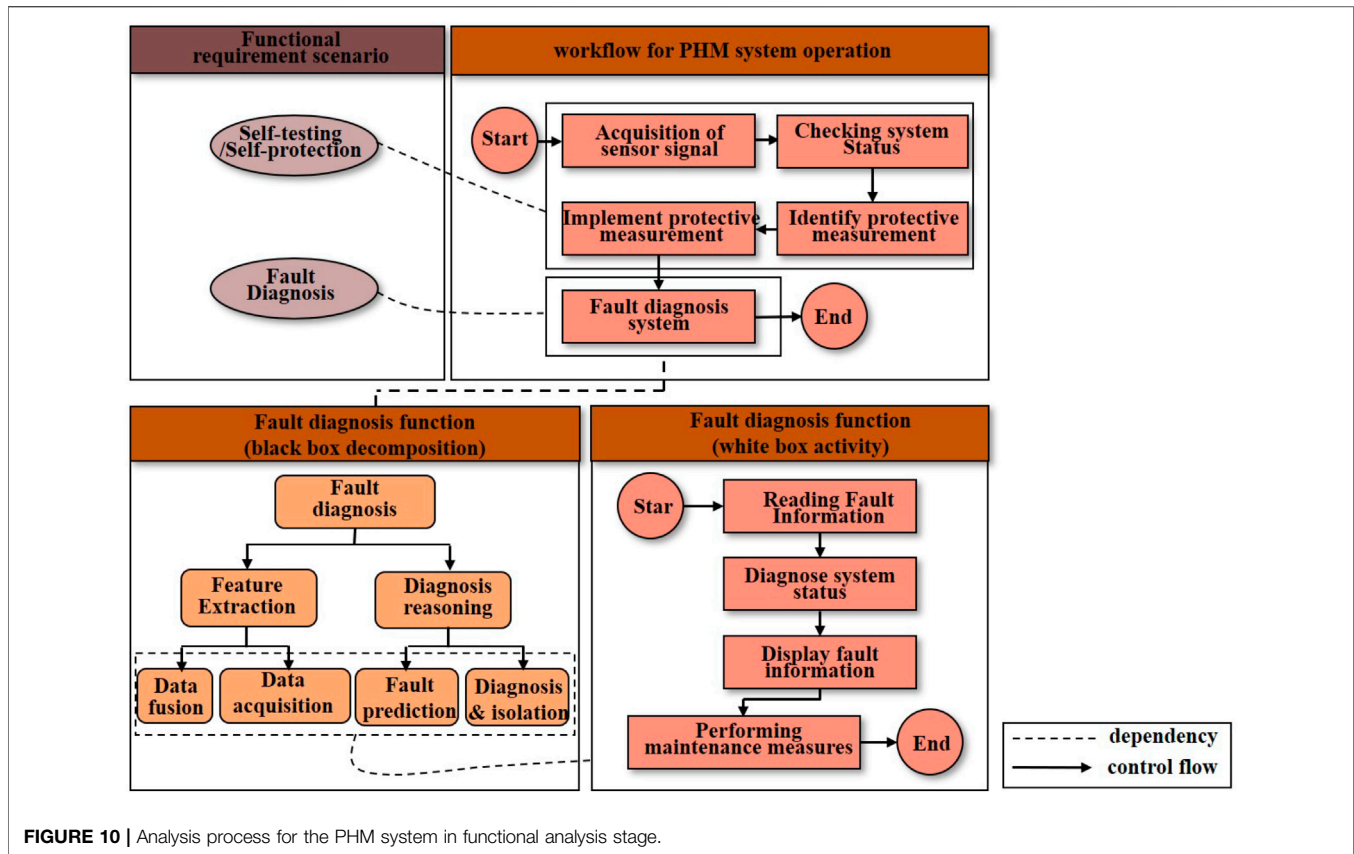 Functional
requirement scenario
workflow for PHM system operation
Self-testing
/Self-protection
Start
Acquisition of
sensor signal
Checking system
Status
Implement protective
measurement
Identify protective
measurement
Fault
Diagnosis
Fault diagnosis
system
End
Fault diagnosis function
(black box decomposition)
Fault diagnosis function
(white box activity)
Fault
diagnosis
Feature
Extraction
Diagnosis
reasoning
Data
fusion
Data
acquisition
Fault
prediction
Diagnosis
& isolation
Star
Reading Fault
Information
Diagnose system
status
Display fault
information
Performing
maintenance measures
End
dependency
control flow
FIGURE 10 | Analysis process for the PHM system in functional analysis stage.